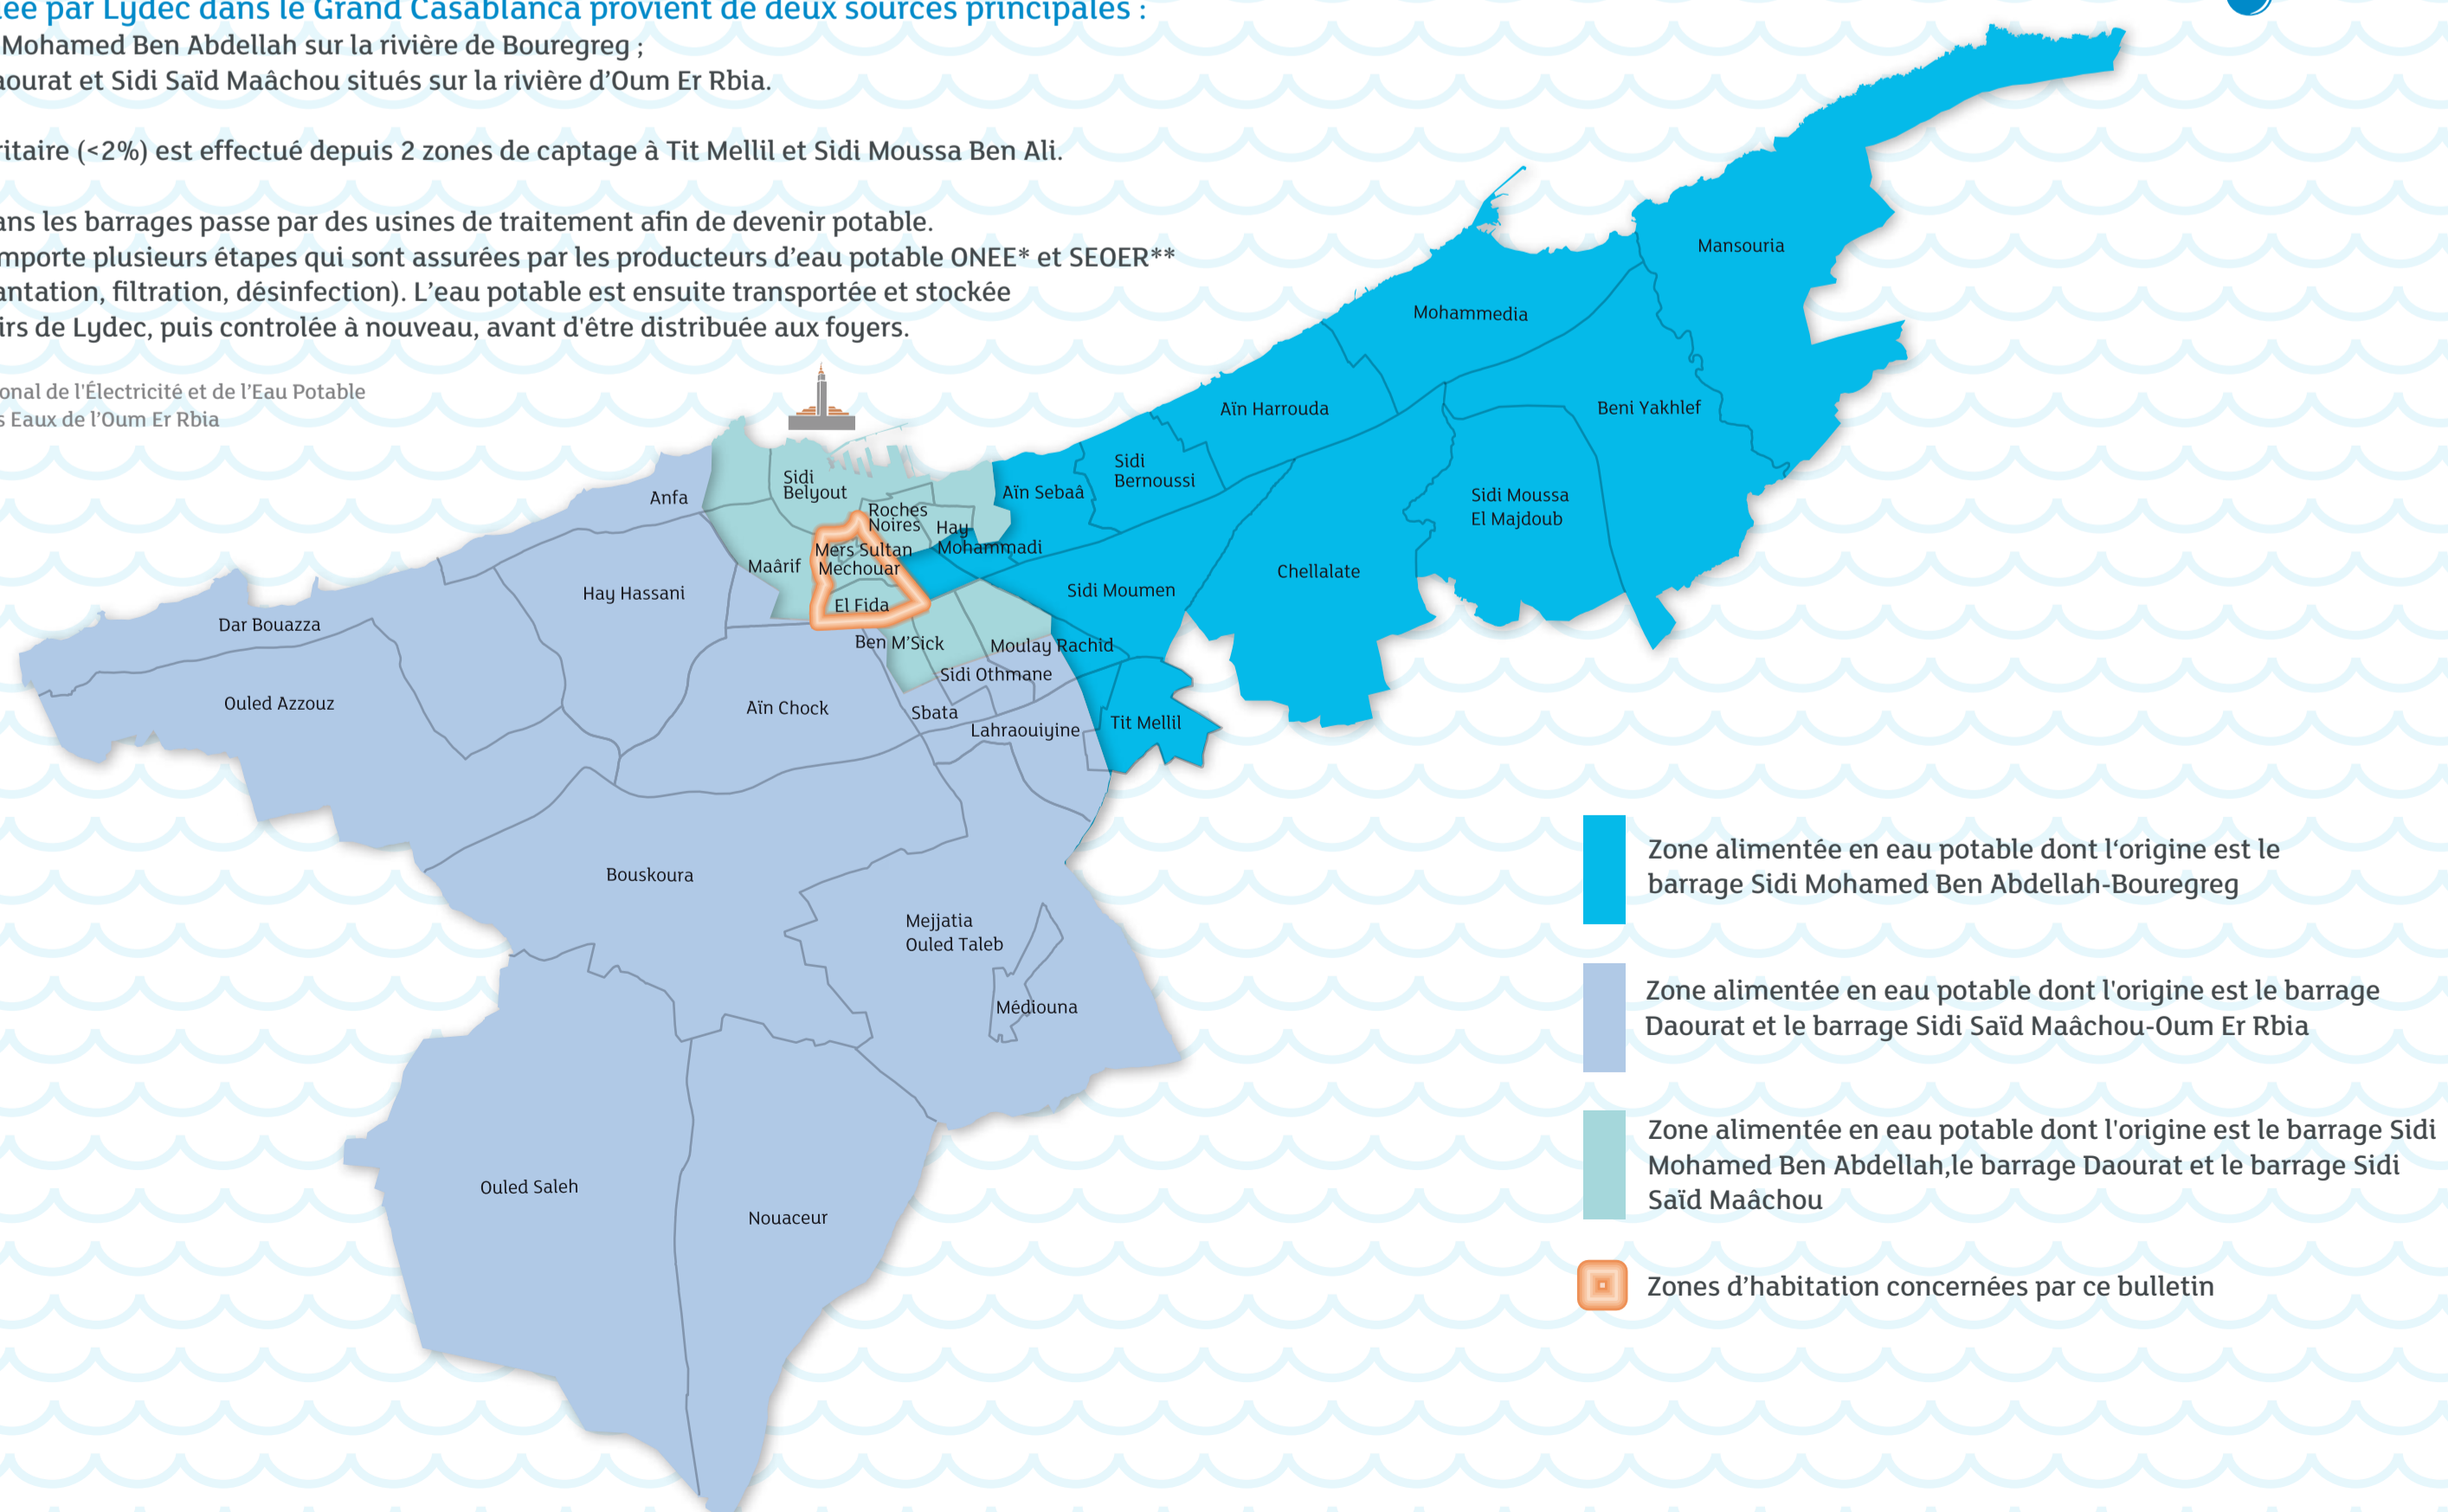 ée par Lydec dans le Grand Casablanca provient de deux sources principales :
Mohamed Ben Abdellah sur la rivière de Bouregreg ;
aourat et Sidi Saïd Maâchou situés sur la rivière d’Oum Er Rbia.
ritaire (<2%) est effectué depuis 2 zones de captage à Tit Mellil et Sidi Moussa Ben Ali.
ans les barrages passe par des usines de traitement afin de devenir potable.
mporte plusieurs étapes qui sont assurées par les producteurs d’eau potable ONEE* et SEOER**
antation, filtration, désinfection). L’eau potable est ensuite transportée et stockée
irs de Lydec, puis controlée à nouveau, avant d'être distribuée aux foyers.
onal de l'Électricité et de l’Eau Potable
s Eaux de l’Oum Er Rbia
Mansouria
Mohammedia
Aïn Harrouda
Beni Yakhlef
Sidi
Bernoussi
Aïn Sebaâ
Sidi Moussa
El Majdoub
Chellalate
Sidi Moumen
Tit Mellil
Anfa
Sidi
Belyout
Roches
Noires
Hay
Mohammadi
Mers Sultan
Mechouar
Maârif
El Fida
Ben M’Sick
Moulay Rachid
Sidi Othmane
Sbata
Lahraouiyine
Hay Hassani
Dar Bouazza
Ouled Azzouz
Aïn Chock
Bouskoura
Mejjatia
Ouled Taleb
Médiouna
Ouled Saleh
Nouaceur
Zone alimentée en eau potable dont l‘origine est le
barrage Sidi Mohamed Ben Abdellah-Bouregreg
Zone alimentée en eau potable dont l'origine est le barrage
Daourat et le barrage Sidi Saïd Maâchou-Oum Er Rbia
Zone alimentée en eau potable dont l'origine est le barrage Sidi
Mohamed Ben Abdellah,le barrage Daourat et le barrage Sidi
Saïd Maâchou
Zones d’habitation concernées par ce bulletin